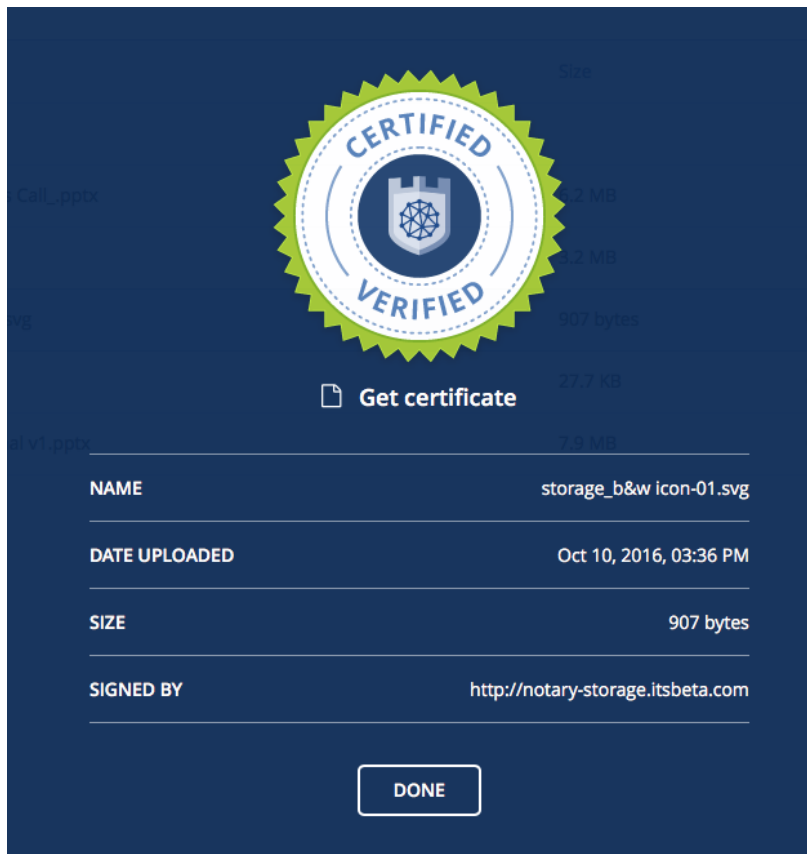 Size
CERTIFIED
Call_.pptx
6.2 MB
3.2 MB
VERIFIED
svg
907 bytes
27.7 KB
Get certificate
v1.pptx
7.9 MB
NAME storage_b&w icon-01.svg
DATE UPLOADED Oct 10, 2016, 03:36 PM
SIZE 907 bytes
SIGNED BY http://notary-storage.itsbeta.com
DONE